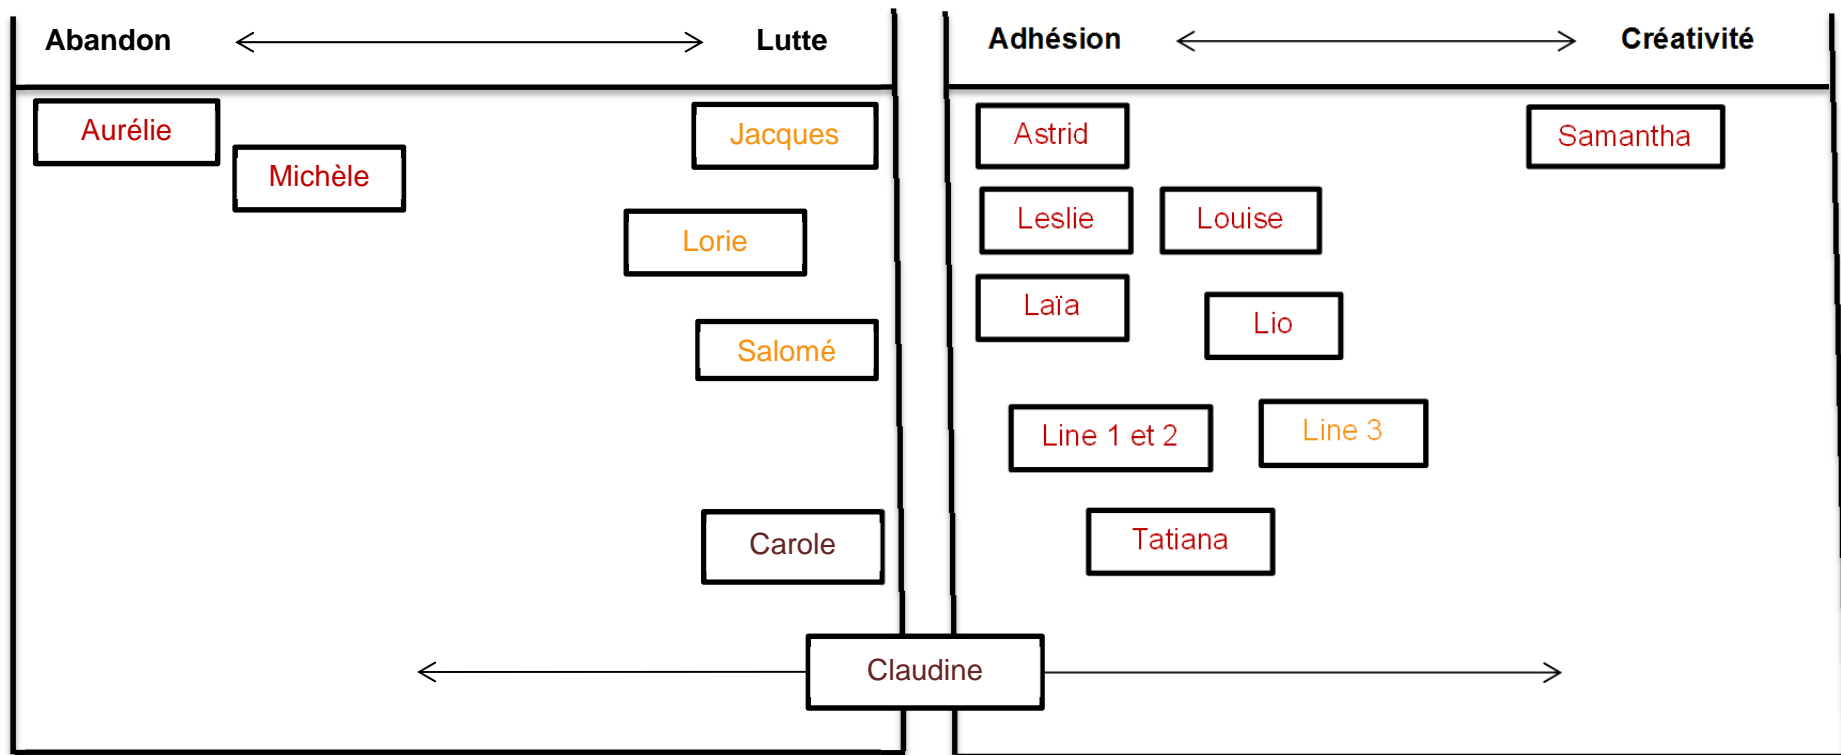 Abandon
Lutte
Adhésion
Créativité
Aurélie
Michèle
Jacques
Lorie
Salomé
Carole
Astrid
Samantha
Leslie
Louise
Laïa
Lio
Line 1 et 2
Line 3
Tatiana
Claudine